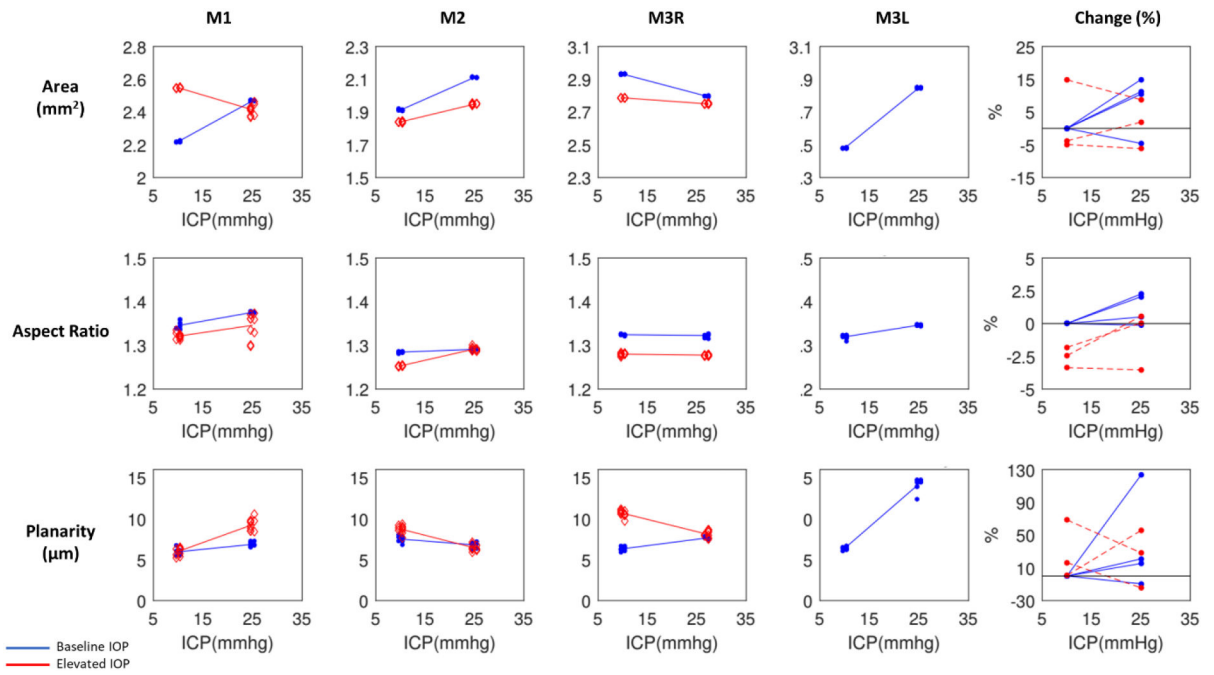 M1 M2 M3R M3L Change (%)
Area
(mm²)
2.8
2.6
2.4
2.2
2
5 15 25 35
ICP(mmhg)
2.3
2.1
1.9
1.7
1.5
5 15 25 35
ICP(mmhg)
3.1
2.9
2.7
2.5
2.3
5 15 25 35
ICP(mmhg)
.1
.9
.7
.5
.3
5 15 25 35
ICP(mmhg)
%
25
15
5
-5
-15
5 15 25 35
ICP(mmHg)
Aspect Ratio
1.5
1.4
1.3
1.2
5 15 25 35
ICP(mmhg)
1.5
1.4
1.3
1.2
5 15 25 35
ICP(mmhg)
1.5
1.4
1.3
1.2
5 15 25 35
ICP(mmhg)
.5
.4
.3
.2
5 15 25 35
ICP(mmhg)
%
5
2.5
0
-2.5
-5
5 15 25 35
ICP(mmHg)
Planarity
(µm)
15
10
5
0
5 15 25 35
ICP(mmhg)
15
10
5
0
5 15 25 35
ICP(mmhg)
15
10
5
0
5 15 25 35
ICP(mmhg)
5
0
5
0
5 15 25 35
ICP(mmhg)
%
130
90
50
10
-30
5 15 25 35
ICP(mmHg)
Baseline IOP
Elevated IOP